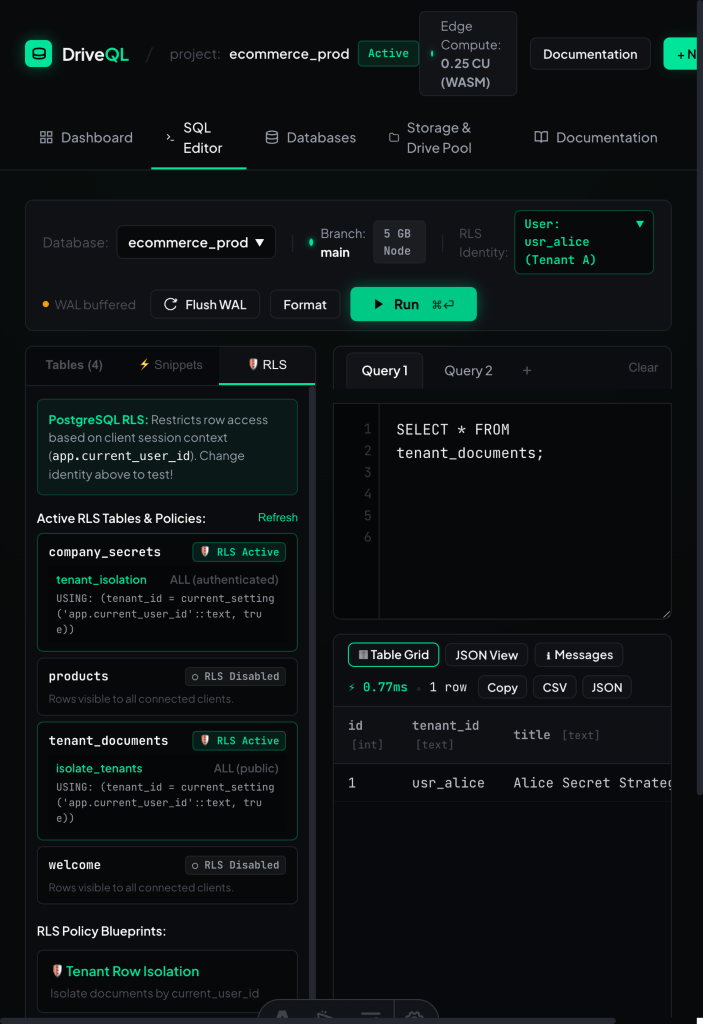 DriveQL
/
project: ecommerce_prod
Active
Edge
Compute:
0.25 CU
(WASM)
Documentation
+ N
Dashboard
SQL
Editor
Databases
Storage &
Drive Pool
Documentation
Database:
ecommerce_prod ▼
Branch:
main
5 GB
Node
RLS
Identity:
User: ▼
usr_alice
(Tenant A)
WAL buffered
Flush WAL
Format
Run ⌘⏎
Tables (4)
Snippets
RLS
PostgreSQL RLS: Restricts row access
based on client session context
(app.current_user_id). Change
identity above to test!
Active RLS Tables & Policies:
Refresh
company_secrets
RLS Active
tenant_isolation
ALL (authenticated)
USING: (tenant_id = current_setting
('app.current_user_id'::text, tru
e))
products
○ RLS Disabled
Rows visible to all connected clients.
tenant_documents
RLS Active
isolate_tenants
ALL (public)
USING: (tenant_id = current_setting
('app.current_user_id'::text, tru
e))
welcome
○ RLS Disabled
Rows visible to all connected clients.
RLS Policy Blueprints:
Tenant Row Isolation
Isolate documents by current_user_id
Query 1
Query 2
+
Clear
1
2
3
4
5
6
SELECT * FROM
tenant_documents;
Table Grid
JSON View
ℹ Messages
⚡ 0.77ms • 1 row
Copy
CSV
JSON
id
[int]
tenant_id
[text]
title [text]
1
usr_alice
Alice Secret Strateg